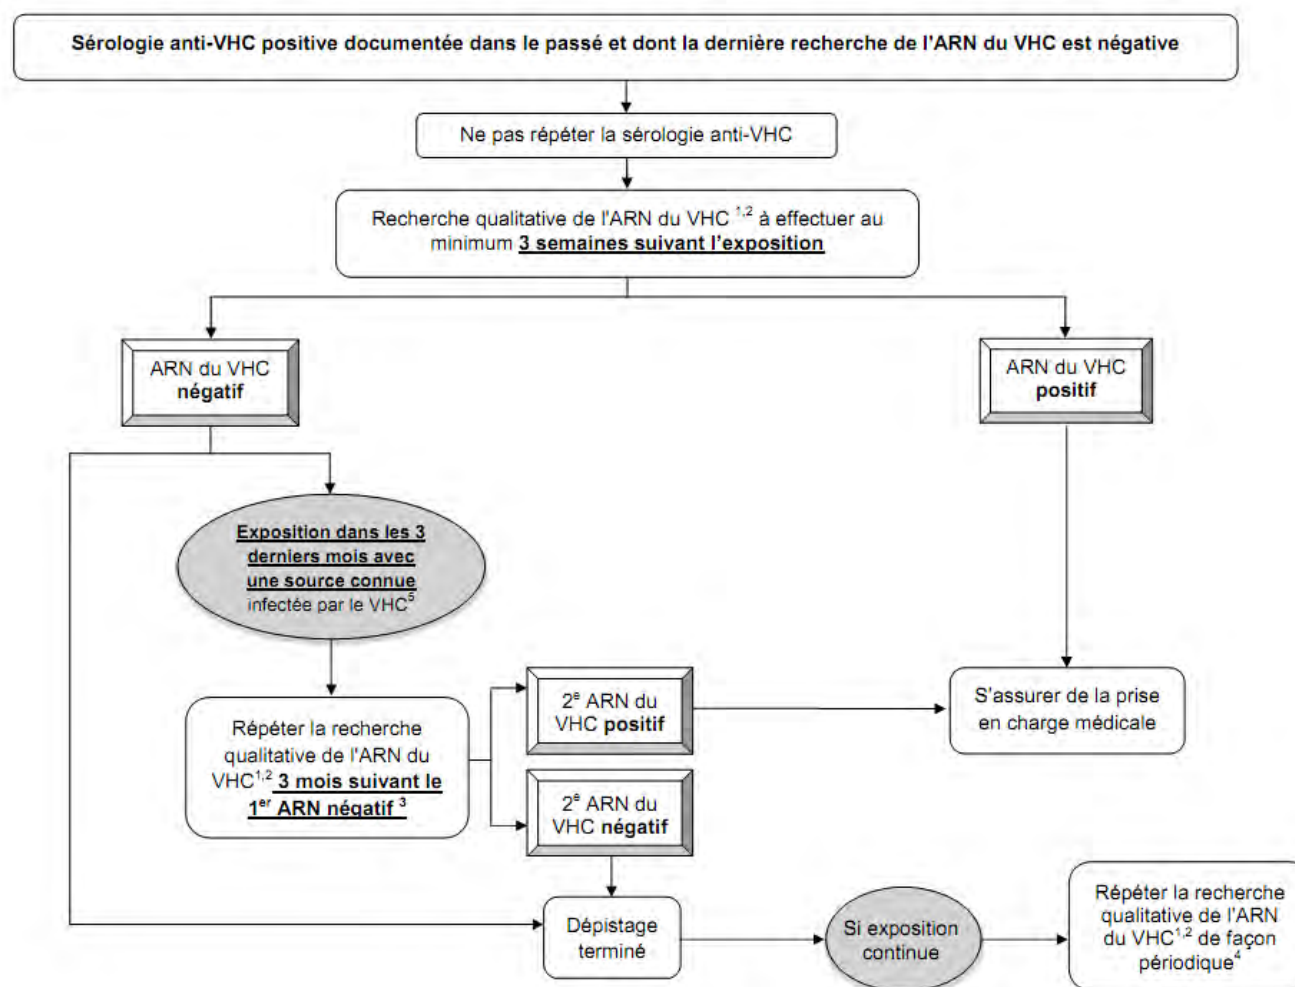 Sérologie anti-VHC positive documentée dans le passé et dont la dernière recherche de l'ARN du VHC est négative
Ne pas répéter la sérologie anti-VHC
Recherche qualitative de l'ARN du VHC 1,2 à effectuer au
minimum 3 semaines suivant l'exposition
ARN du VHC
négatif
ARN du VHC
positif
Exposition dans les 3
derniers mois avec
une source connue
infectée par le VHC5
Répéter la recherche
qualitative de l'ARN du
VHC1,2 3 mois suivant le
1er ARN négatif 3
2e ARN du
VHC positif
S'assurer de la prise
en charge médicale
2e ARN du
VHC négatif
Dépistage
terminé
Si exposition
continue
Répéter la recherche
qualitative de l'ARN
du VHC1,2 de façon
périodique4